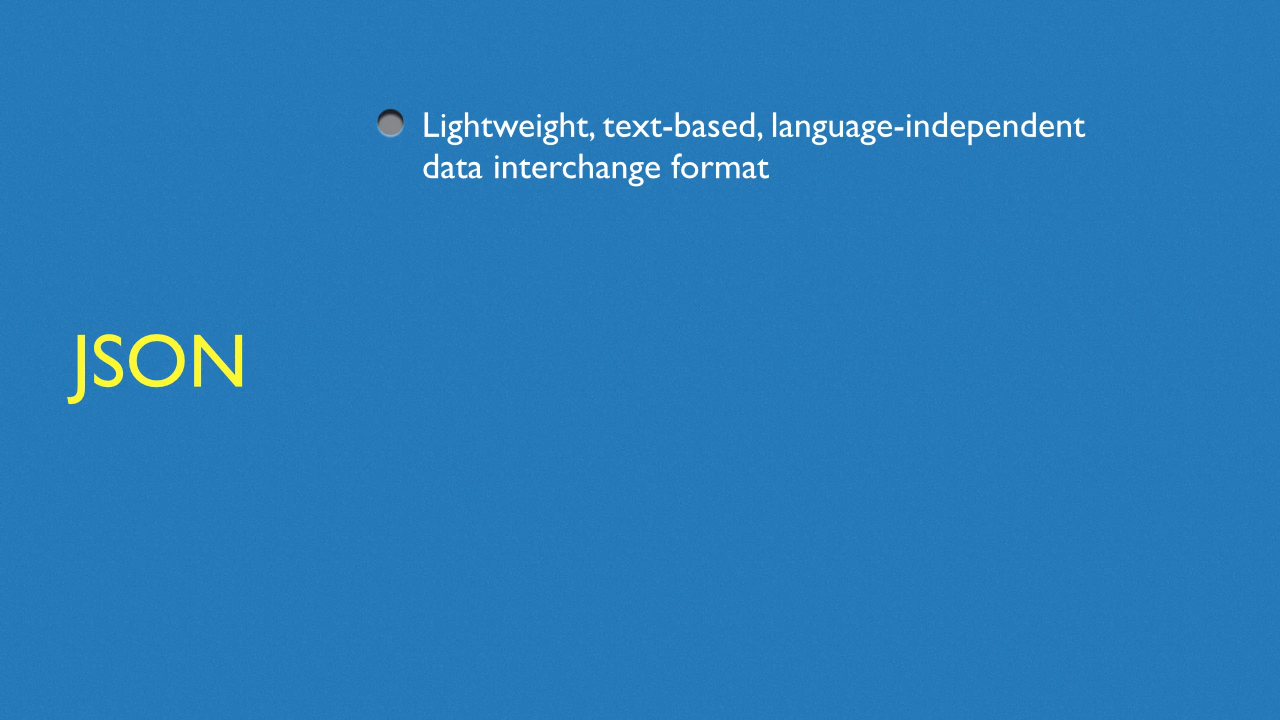 JSON
Lightweight, text-based, language-independent
data interchange format